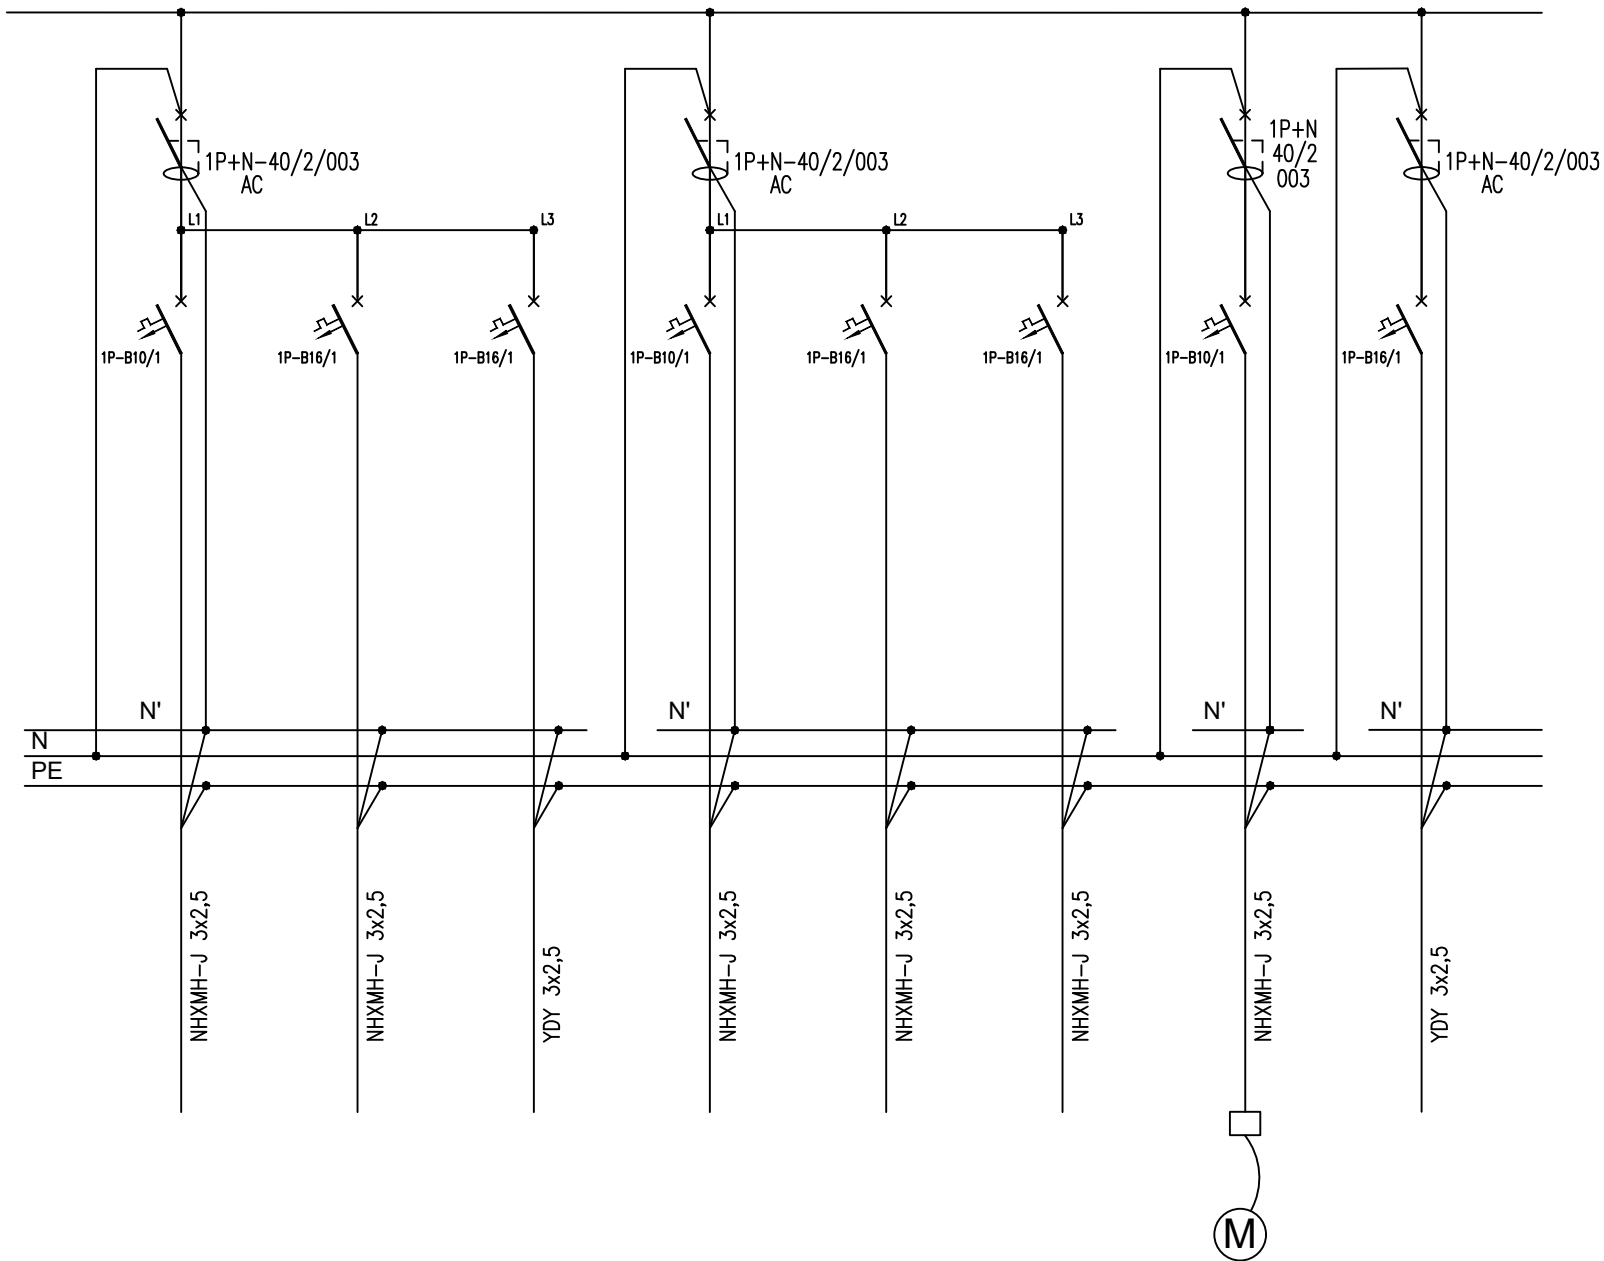 1P+N-40/2/003
AC
1P+N-40/2/003
AC
1P+N
40/2
003
1P+N-40/2/003
AC
L1
L2
L3
L1
L2
L3
1P-B10/1
1P-B16/1
1P-B16/1
1P-B10/1
1P-B16/1
1P-B16/1
1P-B10/1
1P-B16/1
N'
N'
N'
N'
N
PE
NHXMH-J 3x2,5
NHXMH-J 3x2,5
YDY 3x2,5
NHXMH-J 3x2,5
NHXMH-J 3x2,5
NHXMH-J 3x2,5
NHXMH-J 3x2,5
YDY 3x2,5
M